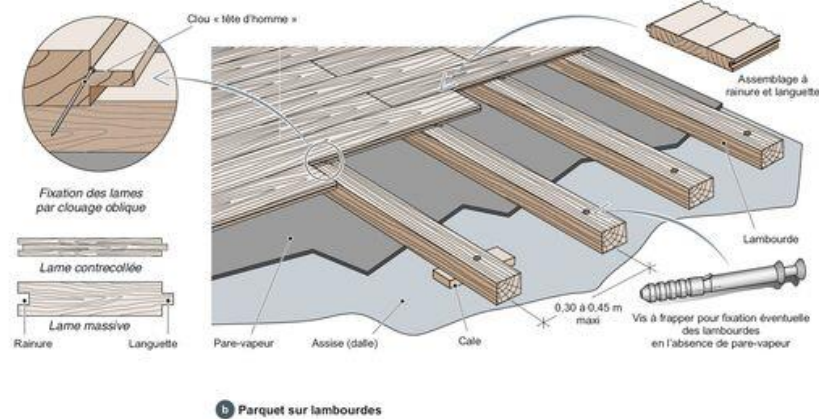 Clou « tête d'homme »
Assemblage à
rainure et languette
Fixation des lames
par clouage oblique
Lambourde
Lame contrecollée
Lame massive
Rainure
Languette
Pare-vapeur
Assise (dalle)
Cale
0,30 à 0,45 m
maxi
Vis à frapper pour fixation éventuelle
des lambourdes
en l'absence de pare-vapeur
b Parquet sur lambourdes